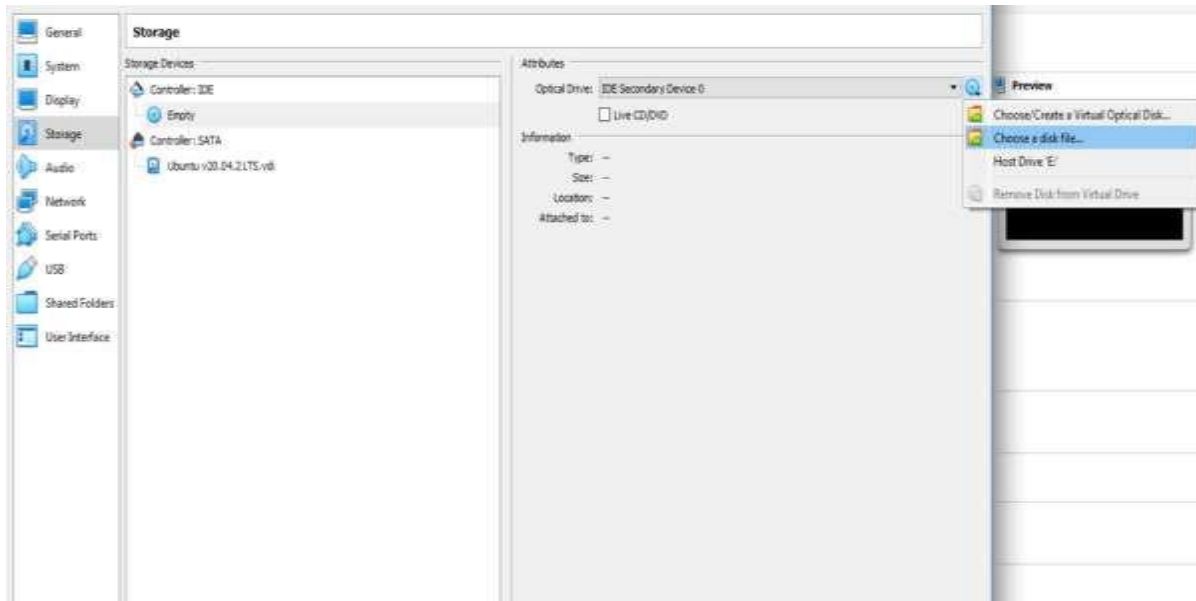 General
System
Display
Storage
Audio
Network
Serial Ports
USB
Shared Folders
User Interface
Storage
Storage Devices
Controller: IDE
Empty
Controller: SATA
Ubuntu v20.04.2 LTS.vdi
Attributes
Optical Drive: IDE Secondary Device 0
Live CD/DVD
Information
Type: --
Size: --
Location: --
Attached to: --
Preview
Choose/Create a Virtual Optical Disk...
Choose a disk file...
Host Drive 'E:'
Remove Disk from Virtual Drive